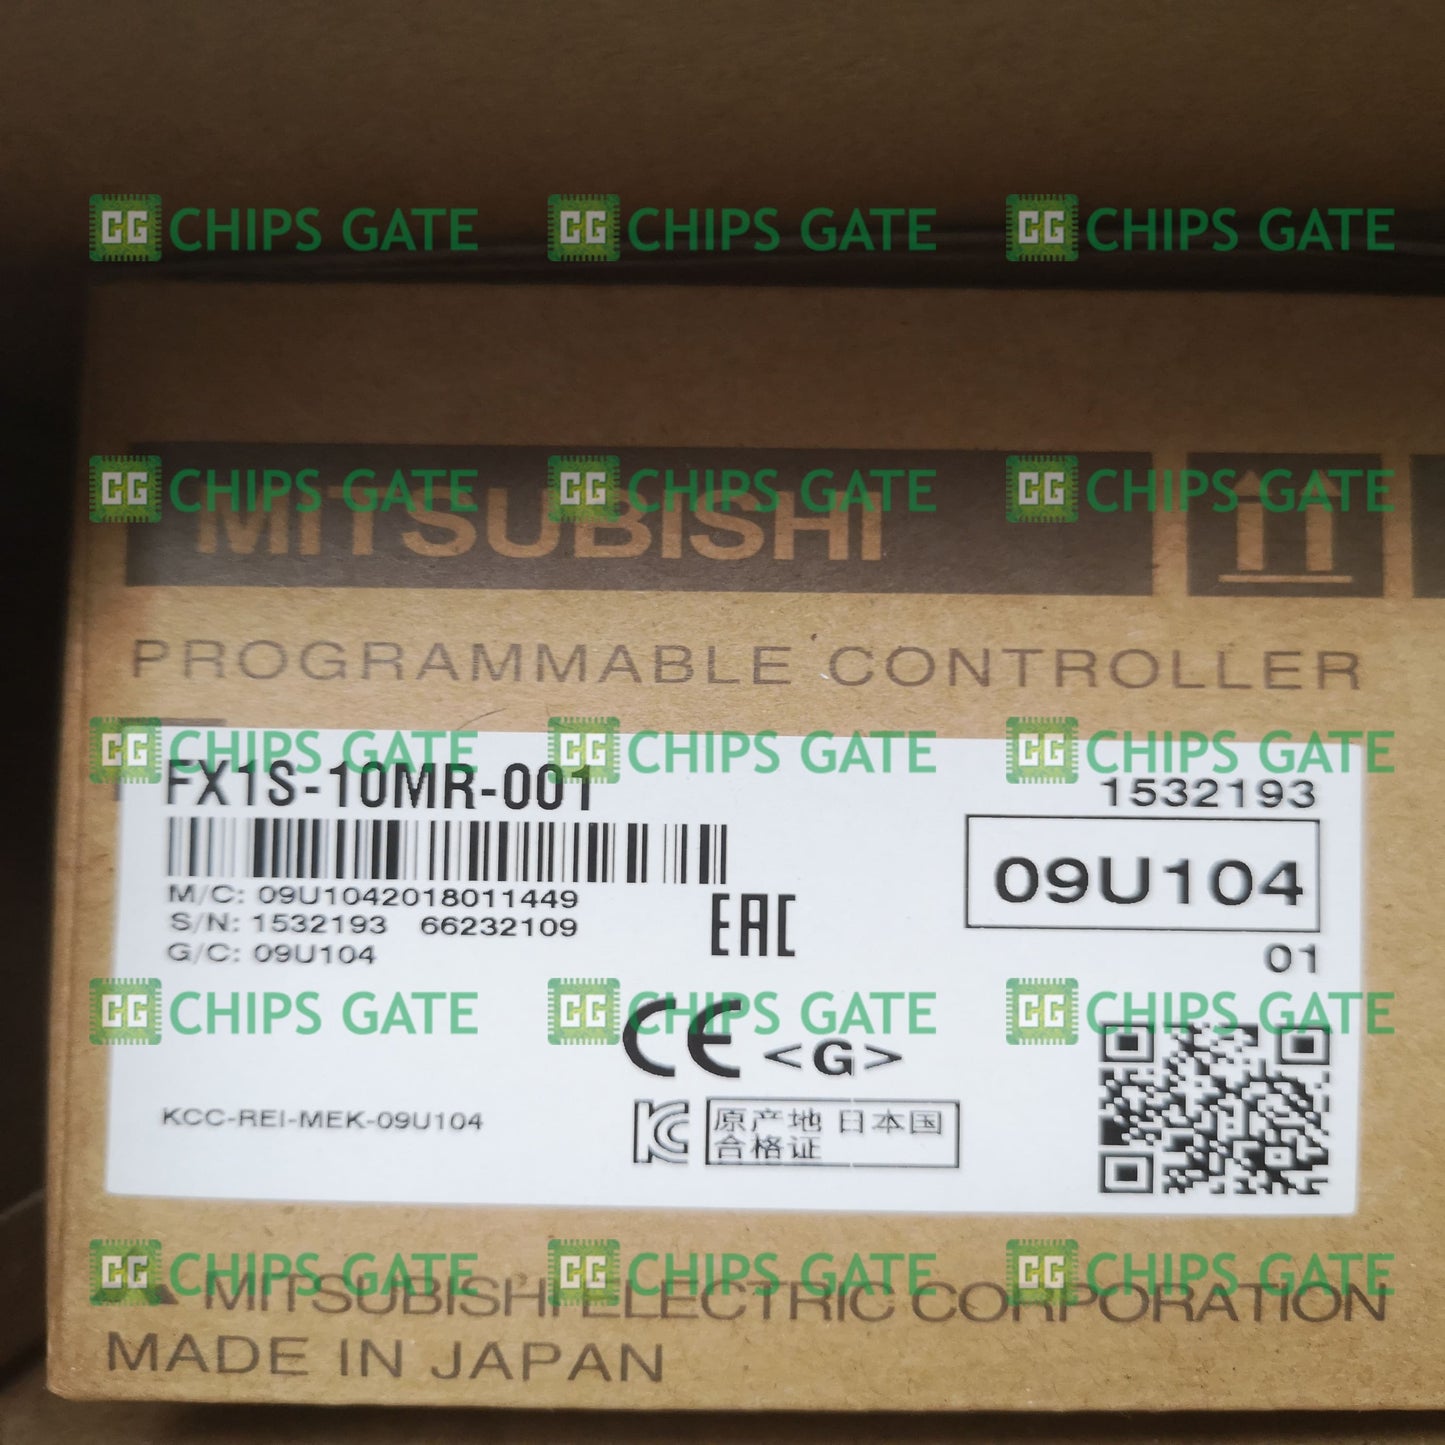 CG CHIPS GATE CG CHIPS GATE CG CHIPS GATE
CG CHIPS GATE CG CHIPS GATE CG CHIPS GATE
MITSUBISHI
PROGRAMMABLE CONTROLLER
CG CHIPS GATE CG CHIPS GATE CG CHIPS GATE
FX1S-10MR-001
1532193
09U104
M/C: 09U1042018011449
S/N: 1532193 66232109
G/C: 09U104
EAC
01
CG CHIPS GATE CG CHIPS GATE CG CHIPS GATE
CE <G>
KCC-REI-MEK-09U104
KC
原产地 日本国
合格证
CG CHIPS GATE CG CHIPS GATE CG CHIPS GATE
MITSUBISHI ELECTRIC CORPORATION
MADE IN JAPAN